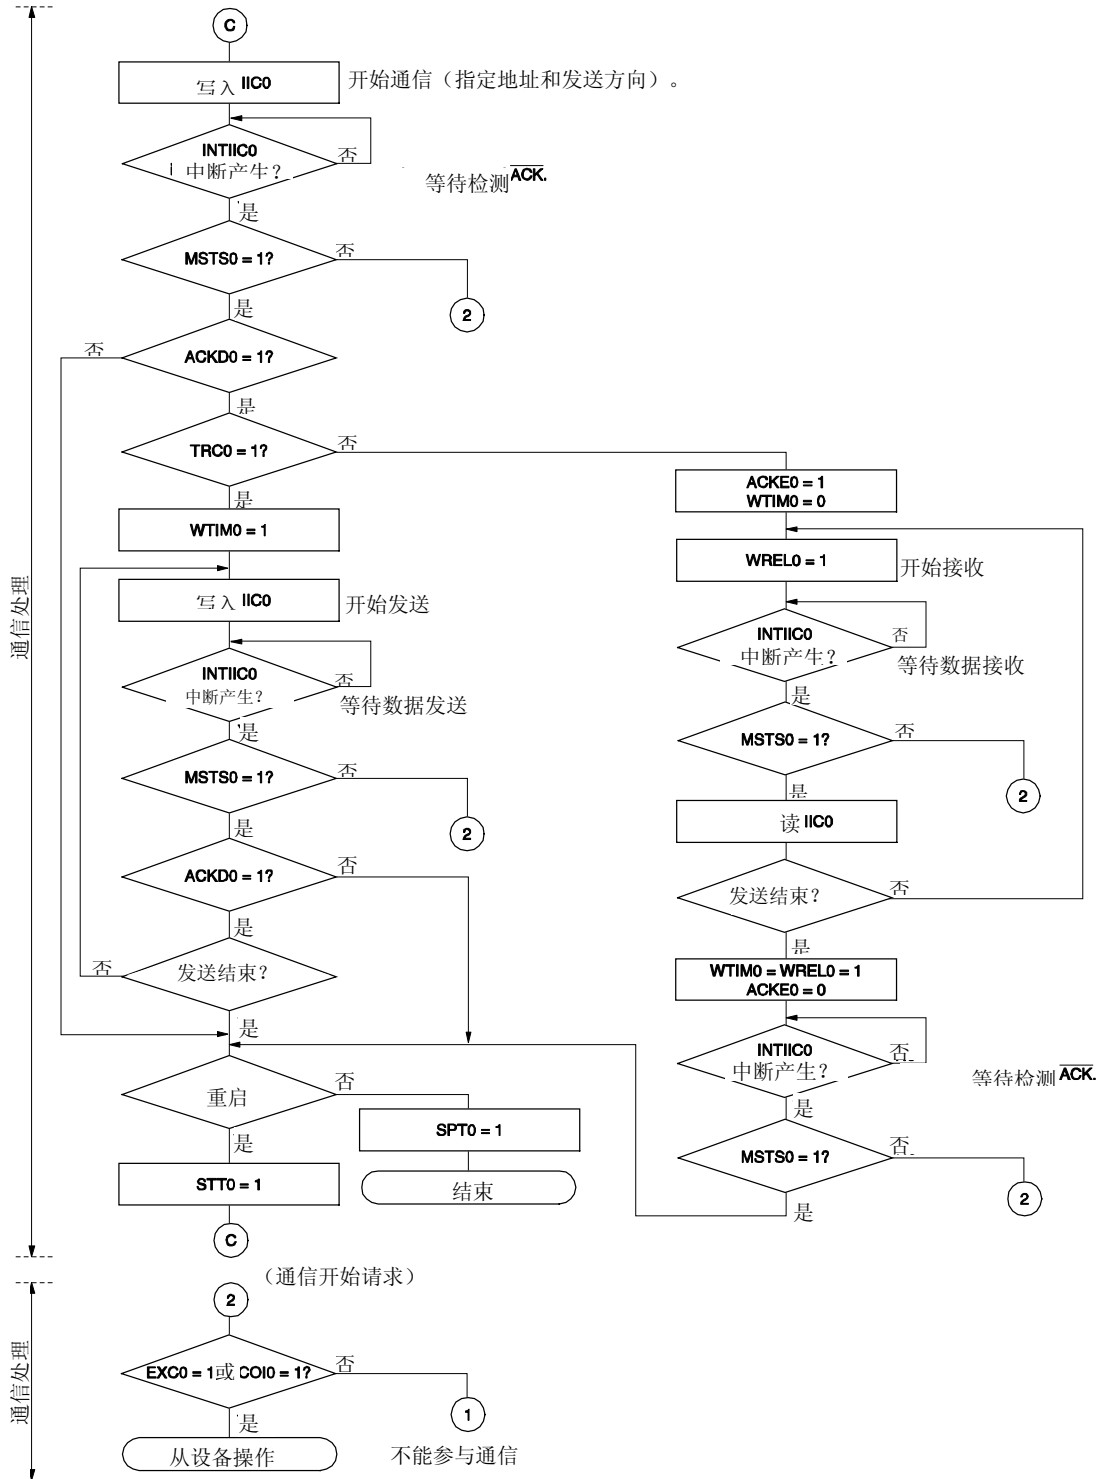 C
写入 IIC0
开始通信（指定地址和发送方向）。
INTIIC0
中断产生？
否
等待检测 ACK.
是
MSTS0 = 1?
否
2
是
ACKD0 = 1?
否
是
TRC0 = 1?
否
是
WTIM0 = 1
写入 IIC0
开始发送
INTIIC0
中断产生？
否
等待数据发送
是
MSTS0 = 1?
否
2
是
ACKD0 = 1?
否
是
发送结束？
否
是
重启
否
SPT0 = 1
结束
是
STT0 = 1
C
ACKE0 = 1
WTIM0 = 0
WREL0 = 1
开始接收
INTIIC0
中断产生？
否
等待数据接收
是
MSTS0 = 1?
否
2
是
读 IIC0
发送结束？
否
是
WTIM0 = WREL0 = 1
ACKE0 = 0
INTIIC0
中断产生？
否
等待检测 ACK.
是
MSTS0 = 1?
否
2
是
通信处理
（通信开始请求）
2
EXC0 = 1或 COI0 = 1?
否
1
不能参与通信
是
从设备操作
通信处理